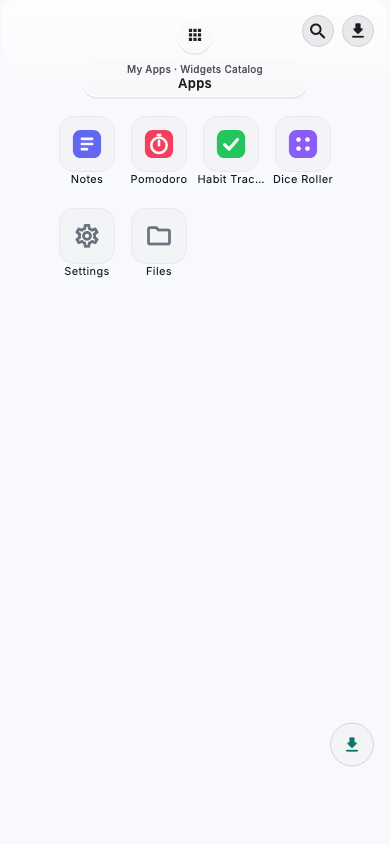 My Apps · Widgets Catalog
Apps
Notes
Pomodoro
Habit Trac...
Dice Roller
Settings
Files